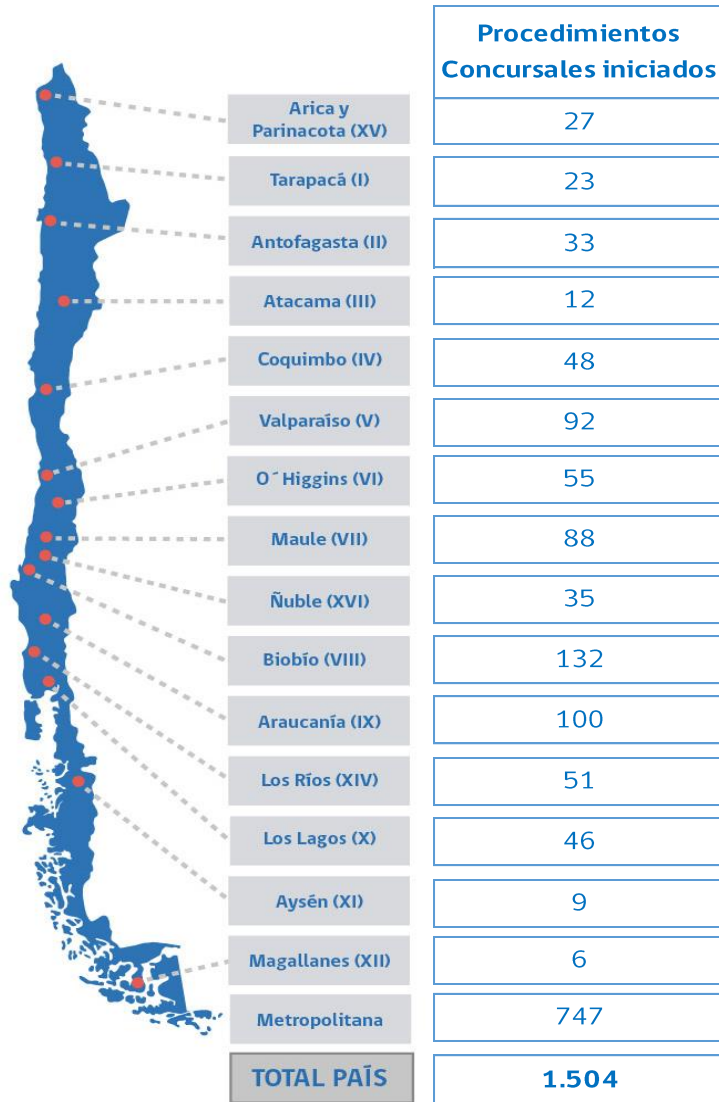 Procedimientos
Concursales iniciados
Arica y
Parinacota (XV)
27
Tarapacá (I)
23
Antofagasta (II)
33
Atacama (III)
12
Coquimbo (IV)
48
Valparaíso (V)
92
O´Higgins (VI)
55
Maule (VII)
88
Ñuble (XVI)
35
Biobío (VIII)
132
Araucanía (IX)
100
Los Ríos (XIV)
51
Los Lagos (X)
46
Aysén (XI)
9
Magallanes (XII)
6
Metropolitana
747
TOTAL PAÍS
1.504